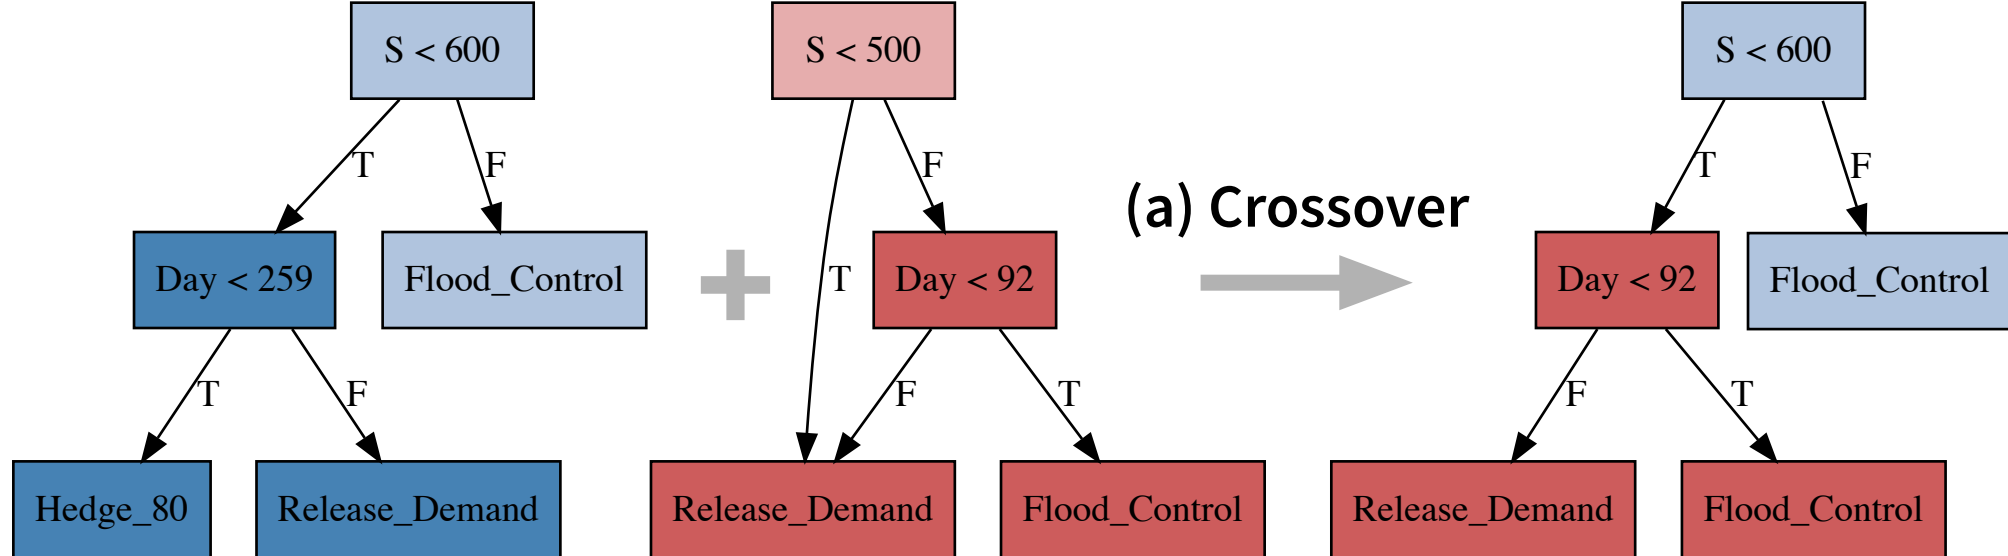 S < 600
S < 500
S < 600
T
F
F
T
F
(a) Crossover
Day < 259
Flood_Control
T
Day < 92
Day < 92
Flood_Control
T
F
F
T
F
T
Hedge_80
Release_Demand
Release_Demand
Flood_Control
Release_Demand
Flood_Control